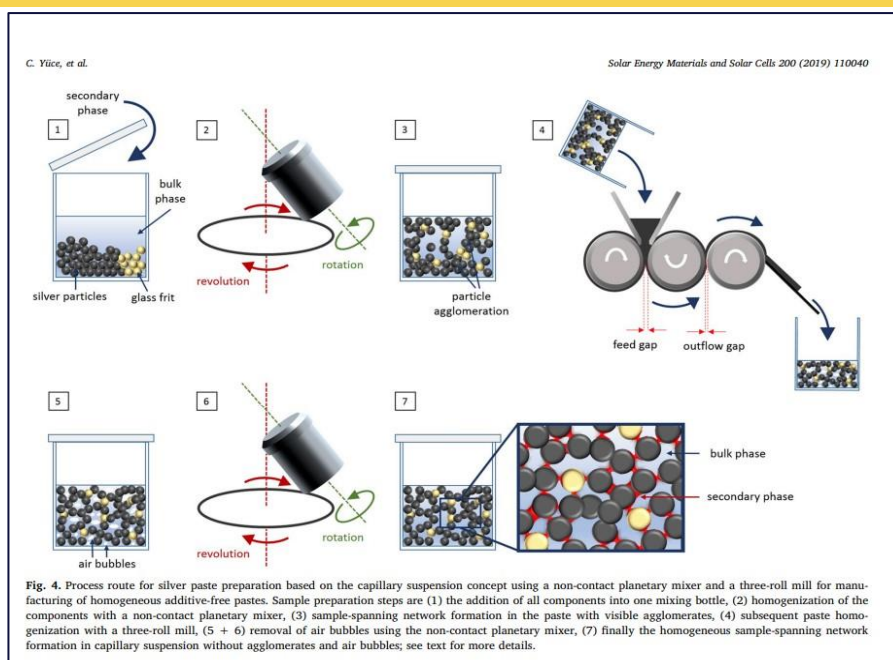 C. Yüce, et al.
Solar Energy Materials and Solar Cells 200 (2019) 110040
secondary
phase
1
bulk
phase
silver particles
glass frit
2
revolution
rotation
3
particle
agglomeration
4
feed gap
outflow gap
5
air bubbles
6
revolution
rotation
7
bulk phase
secondary phase
Fig. 4. Process route for silver paste preparation based on the capillary suspension concept using a non-contact planetary mixer and a three-roll mill for manu-
facturing of homogeneous additive-free pastes. Sample preparation steps are (1) the addition of all components into one mixing bottle, (2) homogenization of the
components with a non-contact planetary mixer, (3) sample-spanning network formation in the paste with visible agglomerates, (4) subsequent paste homo-
genization with a three-roll mill, (5 + 6) removal of air bubbles using the non-contact planetary mixer, (7) finally the homogeneous sample-spanning network
formation in capillary suspension without agglomerates and air bubbles; see text for more details.